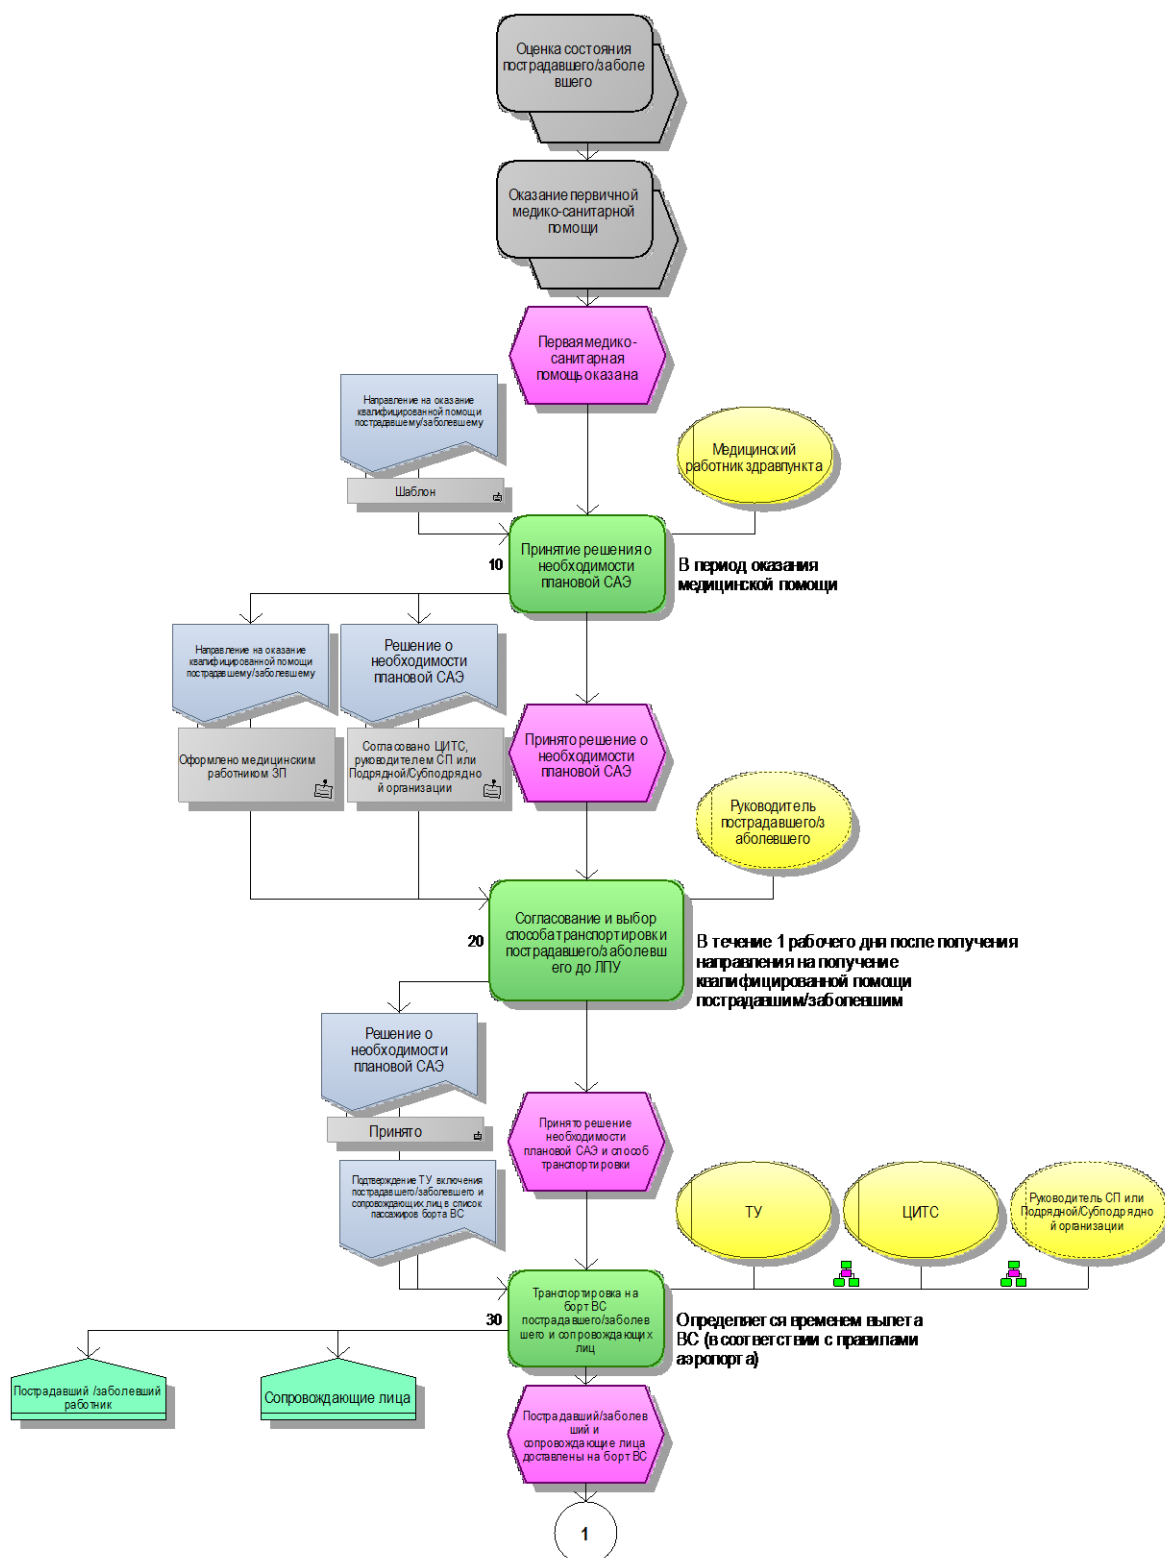 Оценка состояния
пострадавшего/заболе
вшего
Оказание первичной
медико-санитарной
помощи
Первая медико-
санитарная
помощь оказана
Направление на оказание
квалифицированной помощи
пострадавшему/заболевшему
Шаблон
Медицинский
работник здравпункта
10
Принятие решения о
необходимости
плановой САЭ
В период оказания
медицинской помощи
Направление на оказание
квалифицированной помощи
пострадавшему/заболевшему
Решение о
необходимости
плановой САЭ
Оформлено медицинским
работником ЗП
Согласовано ЦИТС,
руководителем СП или
Подрядной/Субподрядно
й организации
Принято решение о
необходимости
плановой САЭ
Руководитель
пострадавшего/з
аболевшего
20
Согласование и выбор
способа транспортировки
пострадавшего/заболевш
его до ЛПУ
В течение 1 рабочего дня после получения
направления на получение
квалифицированной помощи
пострадавшим/заболевшим
Решение о
необходимости
плановой САЭ
Принято
Подтверждение ТУ включения
пострадавшего/заболевшего и
сопровождающих лиц в список
пассажиров борта ВС
Принято решение
необходимости
плановой САЭ и способ
транспортировки
ТУ
ЦИТС
Руководитель СП или
Подрядной/Субподрядно
й организации
30
Транспортировка на
борт ВС
пострадавшего/заболев
шего и сопровождающих
лиц
Определяется временем вылета
ВС (в соответствии с правилами
аэропорта)
Пострадавший /заболевший
работник
Сопровождающие лица
Пострадавший/заболев
ший и
сопровождающие лица
доставлены на борт ВС
1